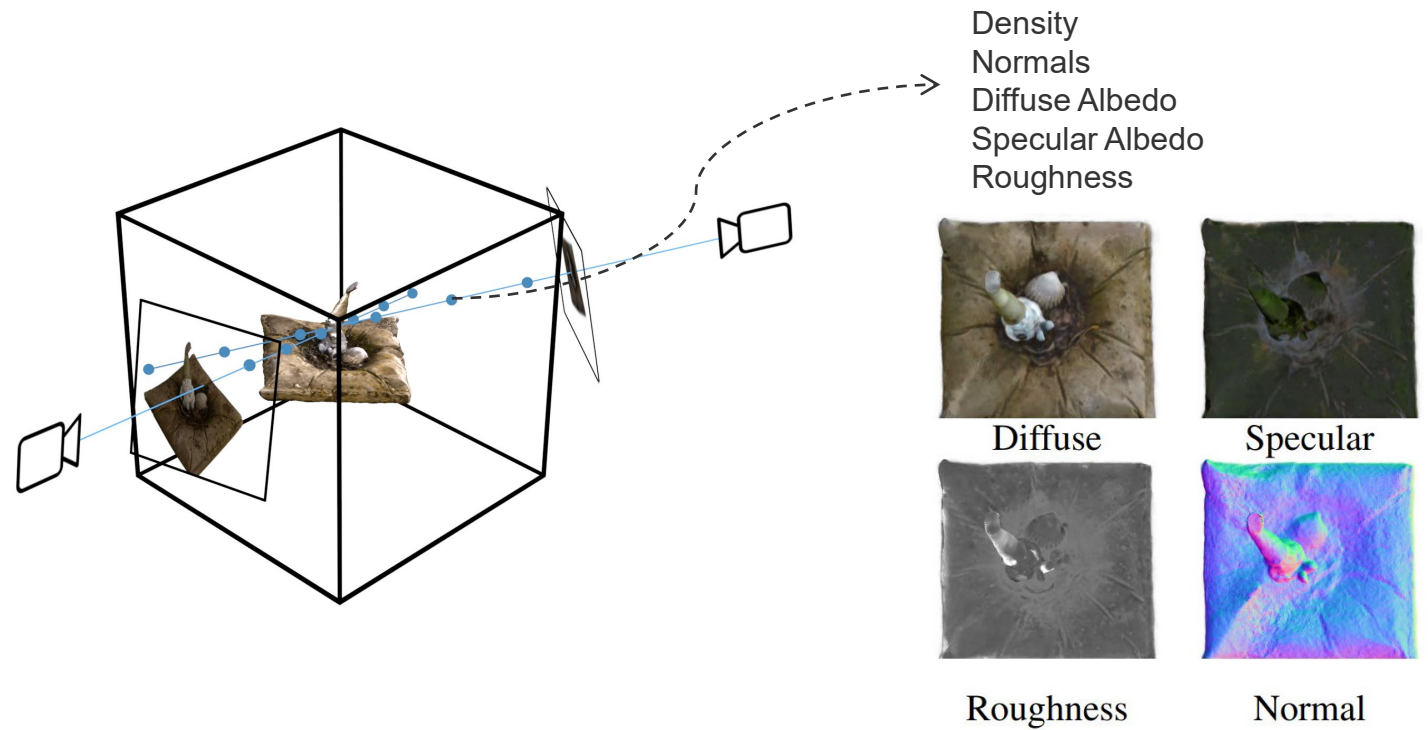 Density
Normals
Diffuse Albedo
Specular Albedo
Roughness
Diffuse
Specular
Roughness
Normal